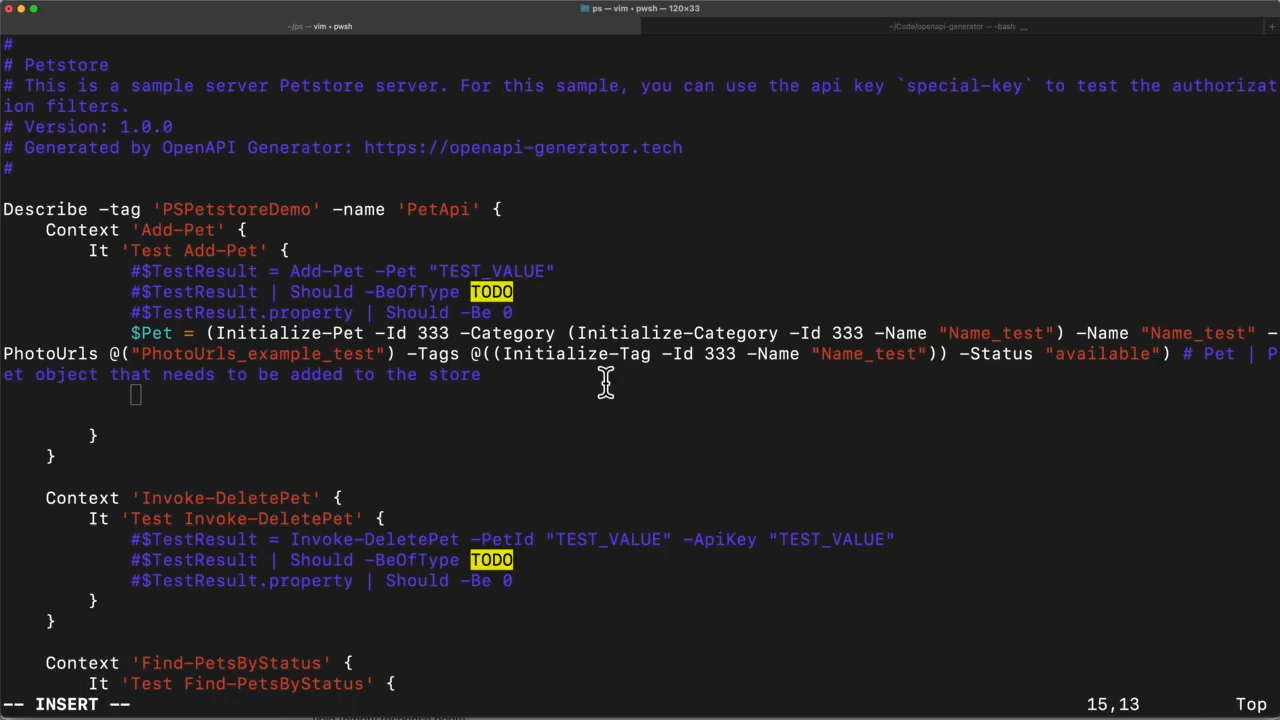 ps — vim • pwsh — 120×33
~/ps — vim • pwsh
~/Code/openapi-generator — -bash ... +
#
# Petstore
# This is a sample server Petstore server. For this sample, you can use the api key `special-key` to test the authorizat
ion filters.
# Version: 1.0.0
# Generated by OpenAPI Generator: https://openapi-generator.tech
#
Describe -tag 'PSPetstoreDemo' -name 'PetApi' {
Context 'Add-Pet' {
It 'Test Add-Pet' {
#$TestResult = Add-Pet -Pet "TEST_VALUE"
#$TestResult | Should -BeOfType TODO
#$TestResult.property | Should -Be 0
$Pet = (Initialize-Pet -Id 333 -Category (Initialize-Category -Id 333 -Name "Name_test") -Name "Name_test" -
PhotoUrls @("PhotoUrls_example_test") -Tags @((Initialize-Tag -Id 333 -Name "Name_test")) -Status "available") # Pet | P
et object that needs to be added to the store
}
}
Context 'Invoke-DeletePet' {
It 'Test Invoke-DeletePet' {
#$TestResult = Invoke-DeletePet -PetId "TEST_VALUE" -ApiKey "TEST_VALUE"
#$TestResult | Should -BeOfType TODO
#$TestResult.property | Should -Be 0
}
}
Context 'Find-PetsByStatus' {
It 'Test Find-PetsByStatus' {
-- INSERT -- 15,13 Top